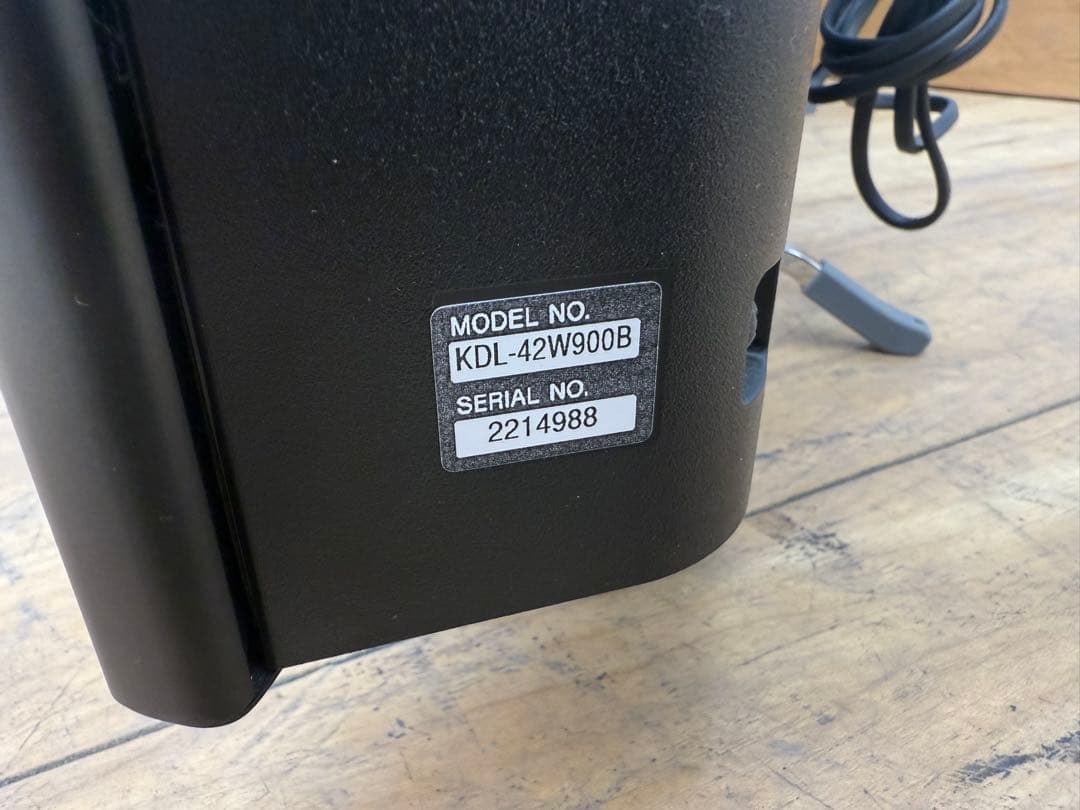 MODEL NO.
KDL-42W900B
SERIAL NO.
2214988